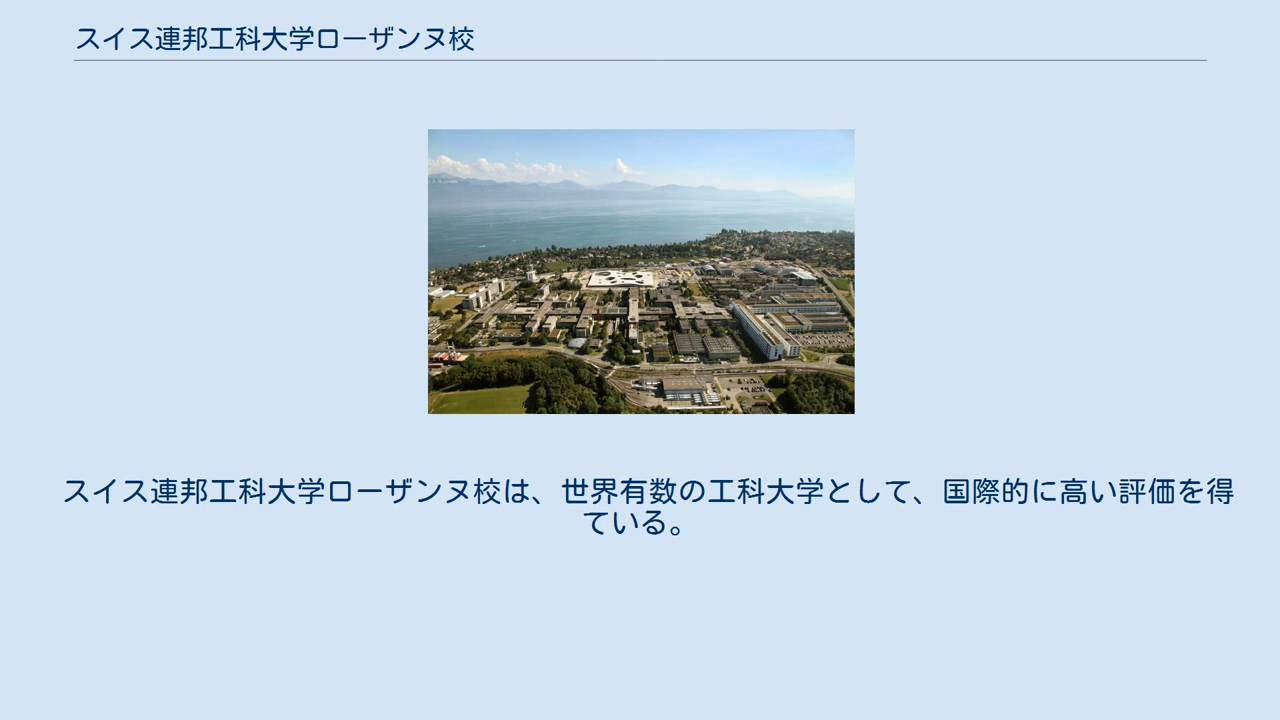 スイス連邦工科大学ローザンヌ校
スイス連邦工科大学ローザンヌ校は、世界有数の工科大学として、国際的に高い評価を得
ている。